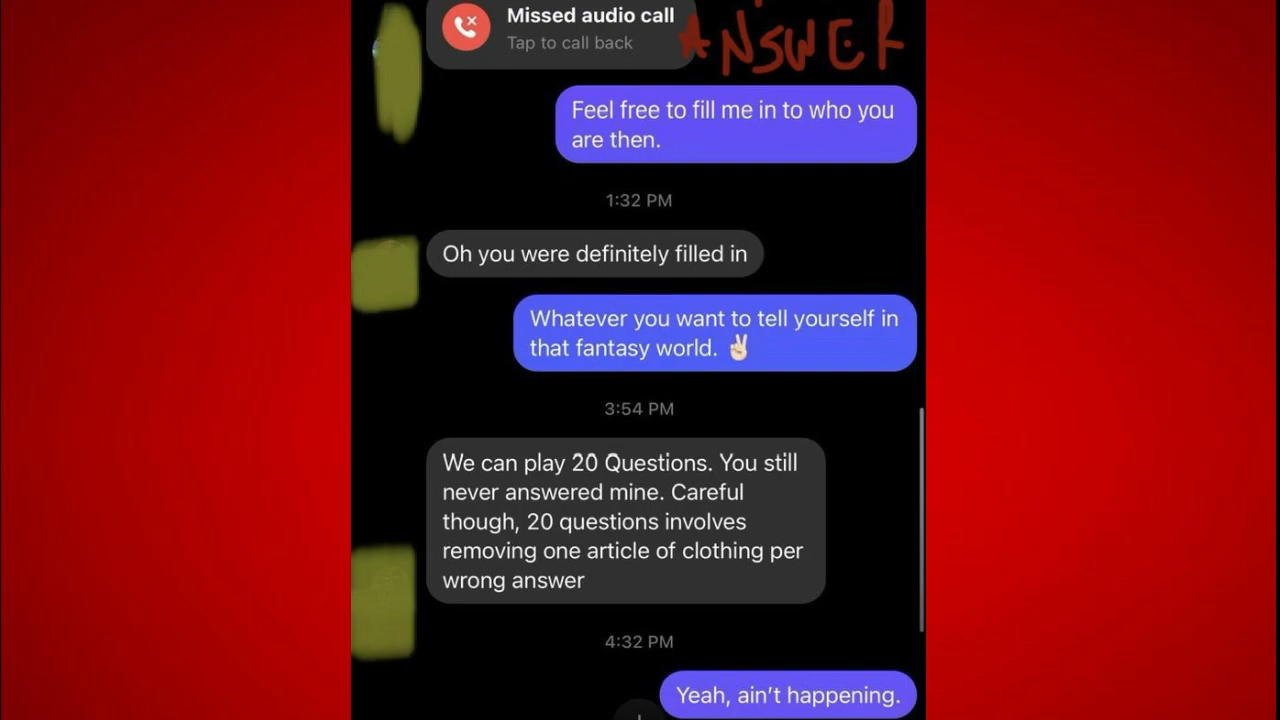 Missed audio call
Tap to call back
ANSWER
Feel free to fill me in to who you
are then.
1:32 PM
Oh you were definitely filled in
Whatever you want to tell yourself in
that fantasy world. ✌🏻
3:54 PM
We can play 20 Questions. You still
never answered mine. Careful
though, 20 questions involves
removing one article of clothing per
wrong answer
4:32 PM
Yeah, ain’t happening.